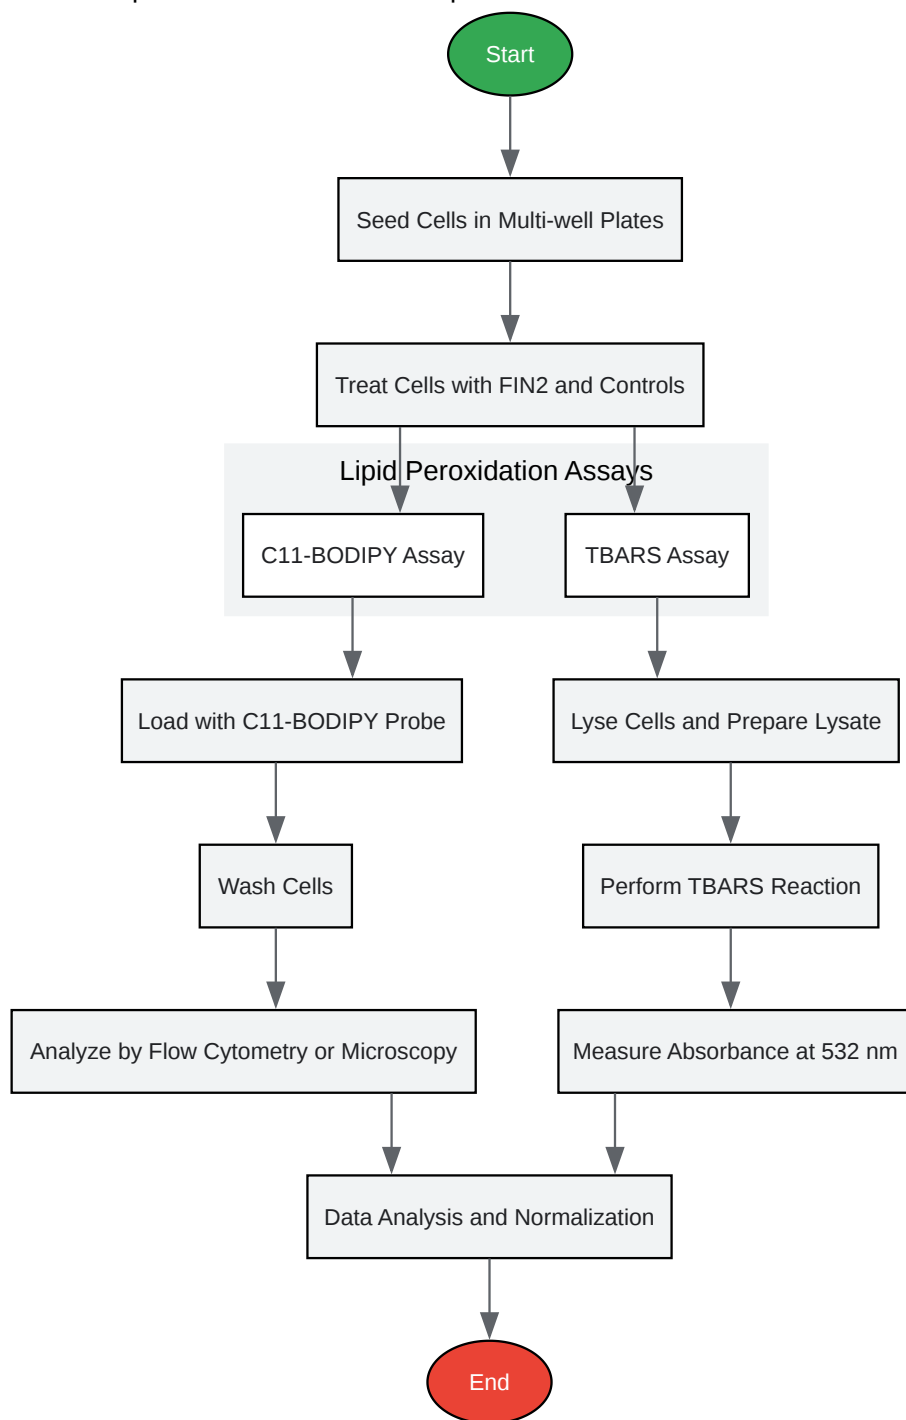 Start
Seed Cells in Multi-well Plates
Treat Cells with FIN2 and Controls
Lipid Peroxidation Assays
C11-BODIPY Assay
TBARS Assay
Load with C11-BODIPY Probe
Lyse Cells and Prepare Lysate
Wash Cells
Perform TBARS Reaction
Analyze by Flow Cytometry or Microscopy
Measure Absorbance at 532 nm
Data Analysis and Normalization
End